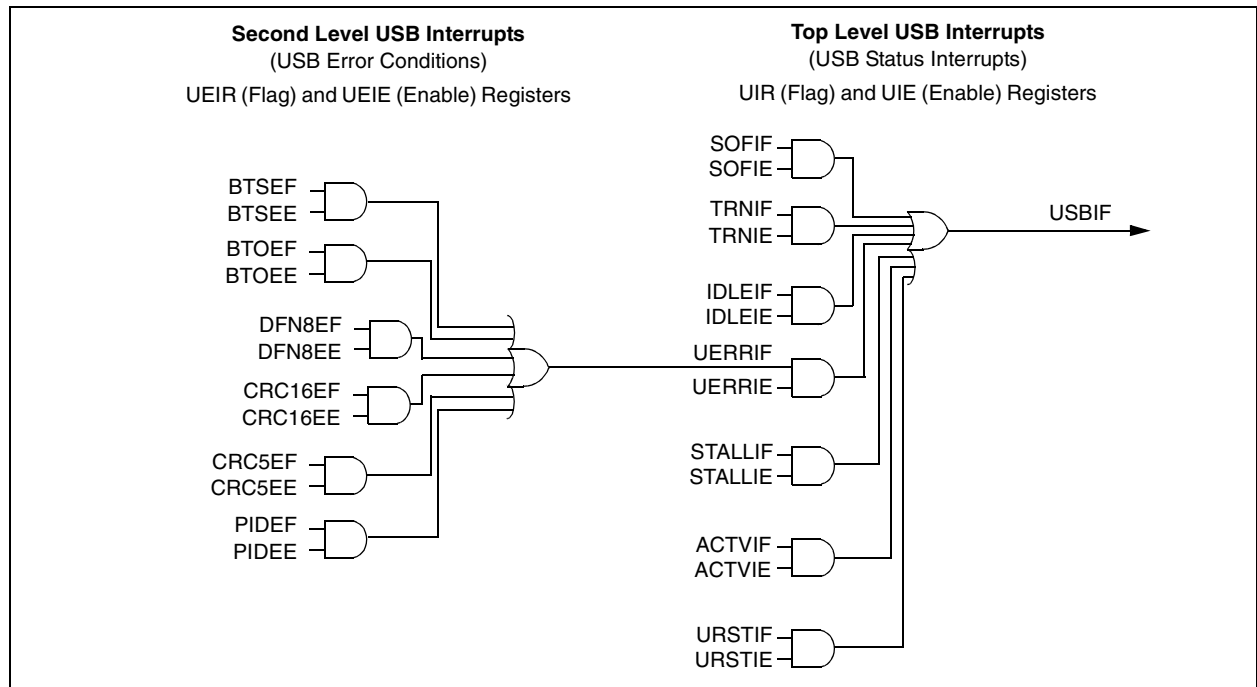 Second Level USB Interrupts
(USB Error Conditions)
UEIR (Flag) and UEIE (Enable) Registers
BTSEF
BTSEE
BTOEF
BTOEE
DFN8EF
DFN8EE
CRC16EF
CRC16EE
CRC5EF
CRC5EE
PIDEF
PIDEE
Top Level USB Interrupts
(USB Status Interrupts)
UIR (Flag) and UIE (Enable) Registers
SOFIF
SOFIE
TRNIF
TRNIE
IDLEIF
IDLEIE
UERRIF
UERRIE
STALLIF
STALLIE
ACTVIF
ACTVIE
URSTIF
URSTIE
USBIF